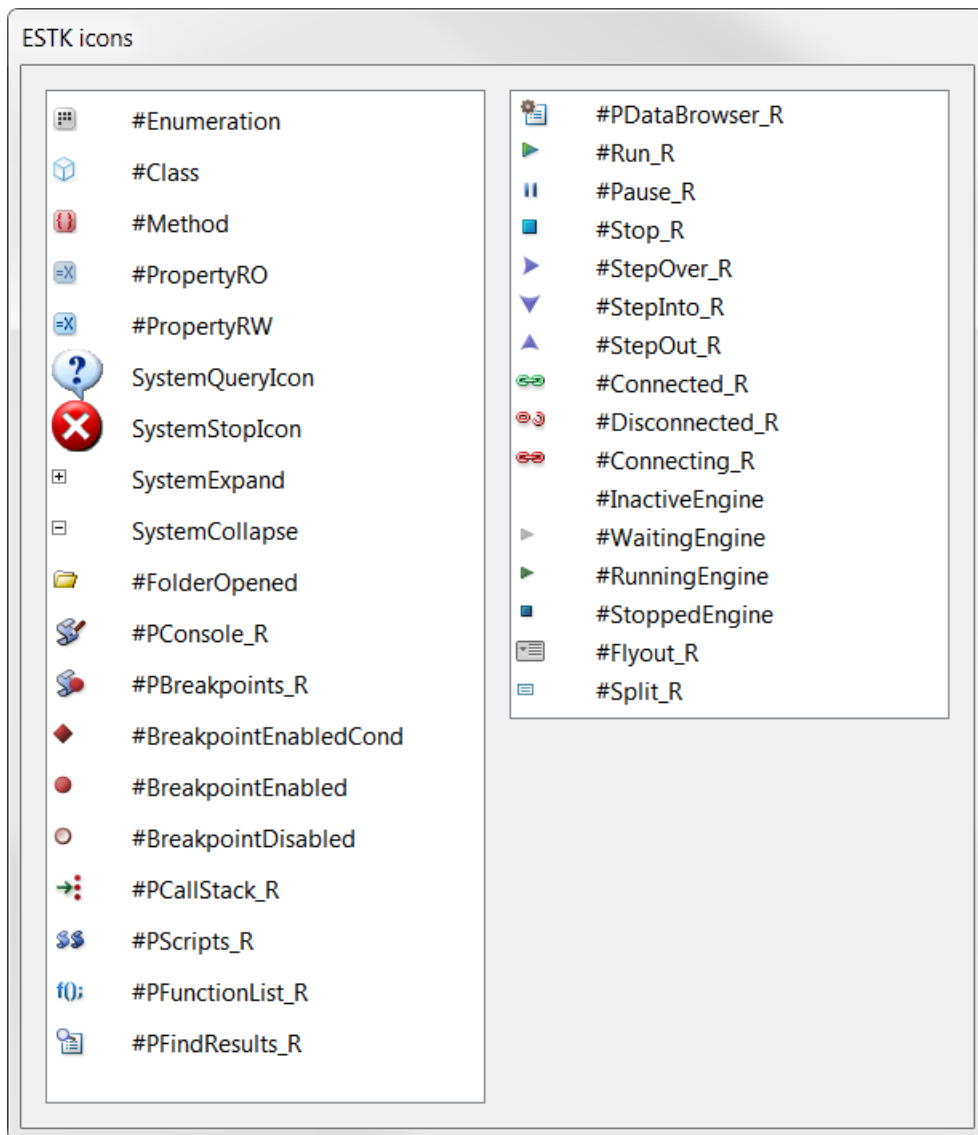 ESTK icons
#Enumeration
#Class
#Method
#PropertyRO
#PropertyRW
SystemQueryIcon
SystemStopIcon
SystemExpand
SystemCollapse
#FolderOpened
#PConsole_R
#PBreakpoints_R
#BreakpointEnabledCond
#BreakpointEnabled
#BreakpointDisabled
#PCallStack_R
#PScripts_R
f(); #PFunctionList_R
#PFindResults_R
#PDataBrowser_R
#Run_R
#Pause_R
#Stop_R
#StepOver_R
#StepInto_R
#StepOut_R
#Connected_R
#Disconnected_R
#Connecting_R
#InactiveEngine
#WaitingEngine
#RunningEngine
#StoppedEngine
#Flyout_R
#Split_R